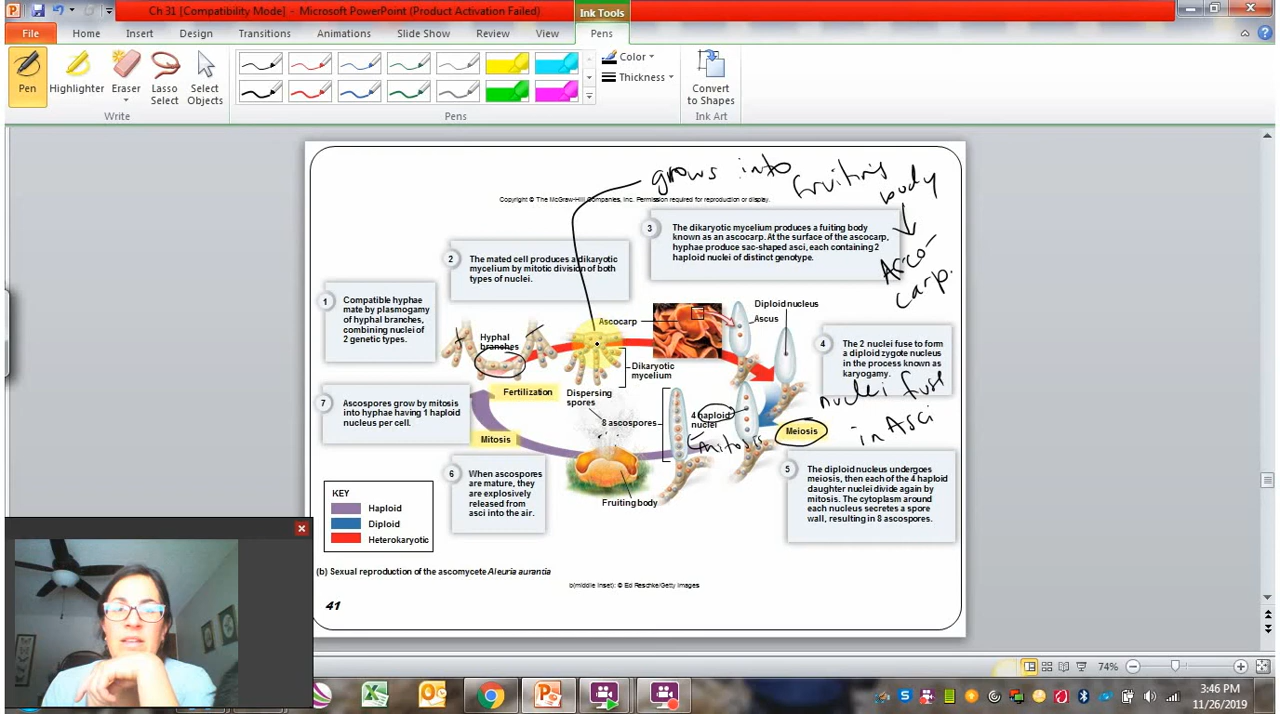 Ch 31 [Compatibility Mode] - Microsoft PowerPoint (Product Activation Failed)
Ink Tools
File Home Insert Design Transitions Animations Slide Show Review View Pens
Pen
Highlighter
Eraser
Lasso
Select
Select
Objects
Color
Thickness
Convert
to Shapes
Write
Pens
Ink Art
grows into fruiting
body
Copyright © The McGraw-Hill Companies, Inc. Permission required for reproduction or display.
Asco-
carp.
1
Compatible hyphae
mate by plasmogamy
of hyphal branches,
combining nuclei of
2 genetic types.
2
The mated cell produces a dikaryotic
mycelium by mitotic division of both
types of nuclei.
3
The dikaryotic mycelium produces a fuiting body
known as an ascocarp. At the surface of the ascocarp,
hyphae produce sac-shaped asci, each containing 2
haploid nuclei of distinct genotype.
+
Hyphal
branches
Ascocarp
Diploid nucleus
Ascus
Dikaryotic
mycelium
4
The 2 nuclei fuse to
form a diploid zygote nucleus
in the process known as
karyogamy.
nuclei fuse
in Asci
Fertilization
Dispersing
spores
8 ascospores
4 haploid
nuclei
mitosis
Meiosis
7
Ascospores grow by mitosis
into hyphae having 1 haploid
nucleus per cell.
Mitosis
6
When ascospores
are mature, they
are explosively
released from
asci into the air.
Fruiting body
5
The diploid nucleus undergoes
meiosis, then each of the 4 haploid
daughter nuclei divide again by
mitosis. The cytoplasm around
each nucleus secretes a spore
wall, resulting in 8 ascospores.
KEY
Haploid
Diploid
Heterokaryotic
(b) Sexual reproduction of the ascomycete Aleuria aurantia
b(middle inset): © Ed Reschke/Getty Images
41
74%
3:46 PM
11/26/2019